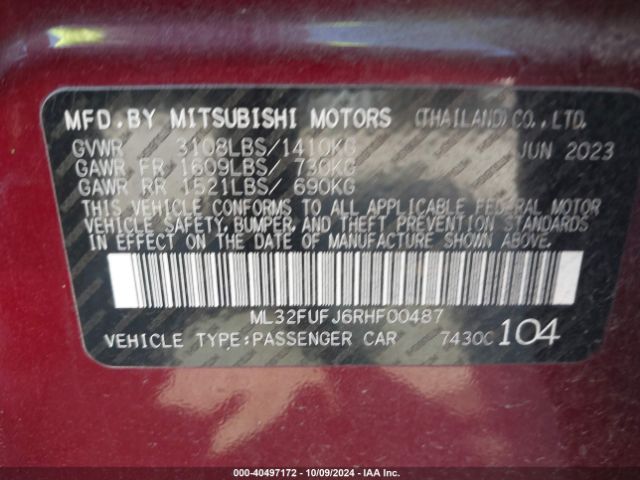 MFD.BY MITSUBISHI MOTORS (THAILAND)CO.,LTD.
GVWR 3108LBS/1410KG JUN 2023
GAWR FR 1609LBS/ 730KG
GAWR RR 1521LBS/ 690KG
THIS VEHICLE CONFORMS TO ALL APPLICABLE FEDERAL MOTOR
VEHICLE SAFETY, BUMPER, AND THEFT PREVENTION STANDARDS
IN EFFECT ON THE DATE OF MANUFACTURE SHOWN ABOVE.
ML32FUFJ6RHF00487
VEHICLE TYPE:PASSENGER CAR 7430C 104
000-40497172 - 10/09/2024 - IAA Inc.